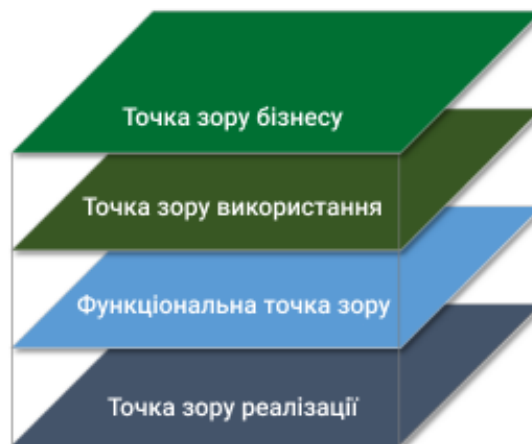 Точка зору бізнесу
Точка зору використання
Функціональна точка зору
Точка зору реалізації